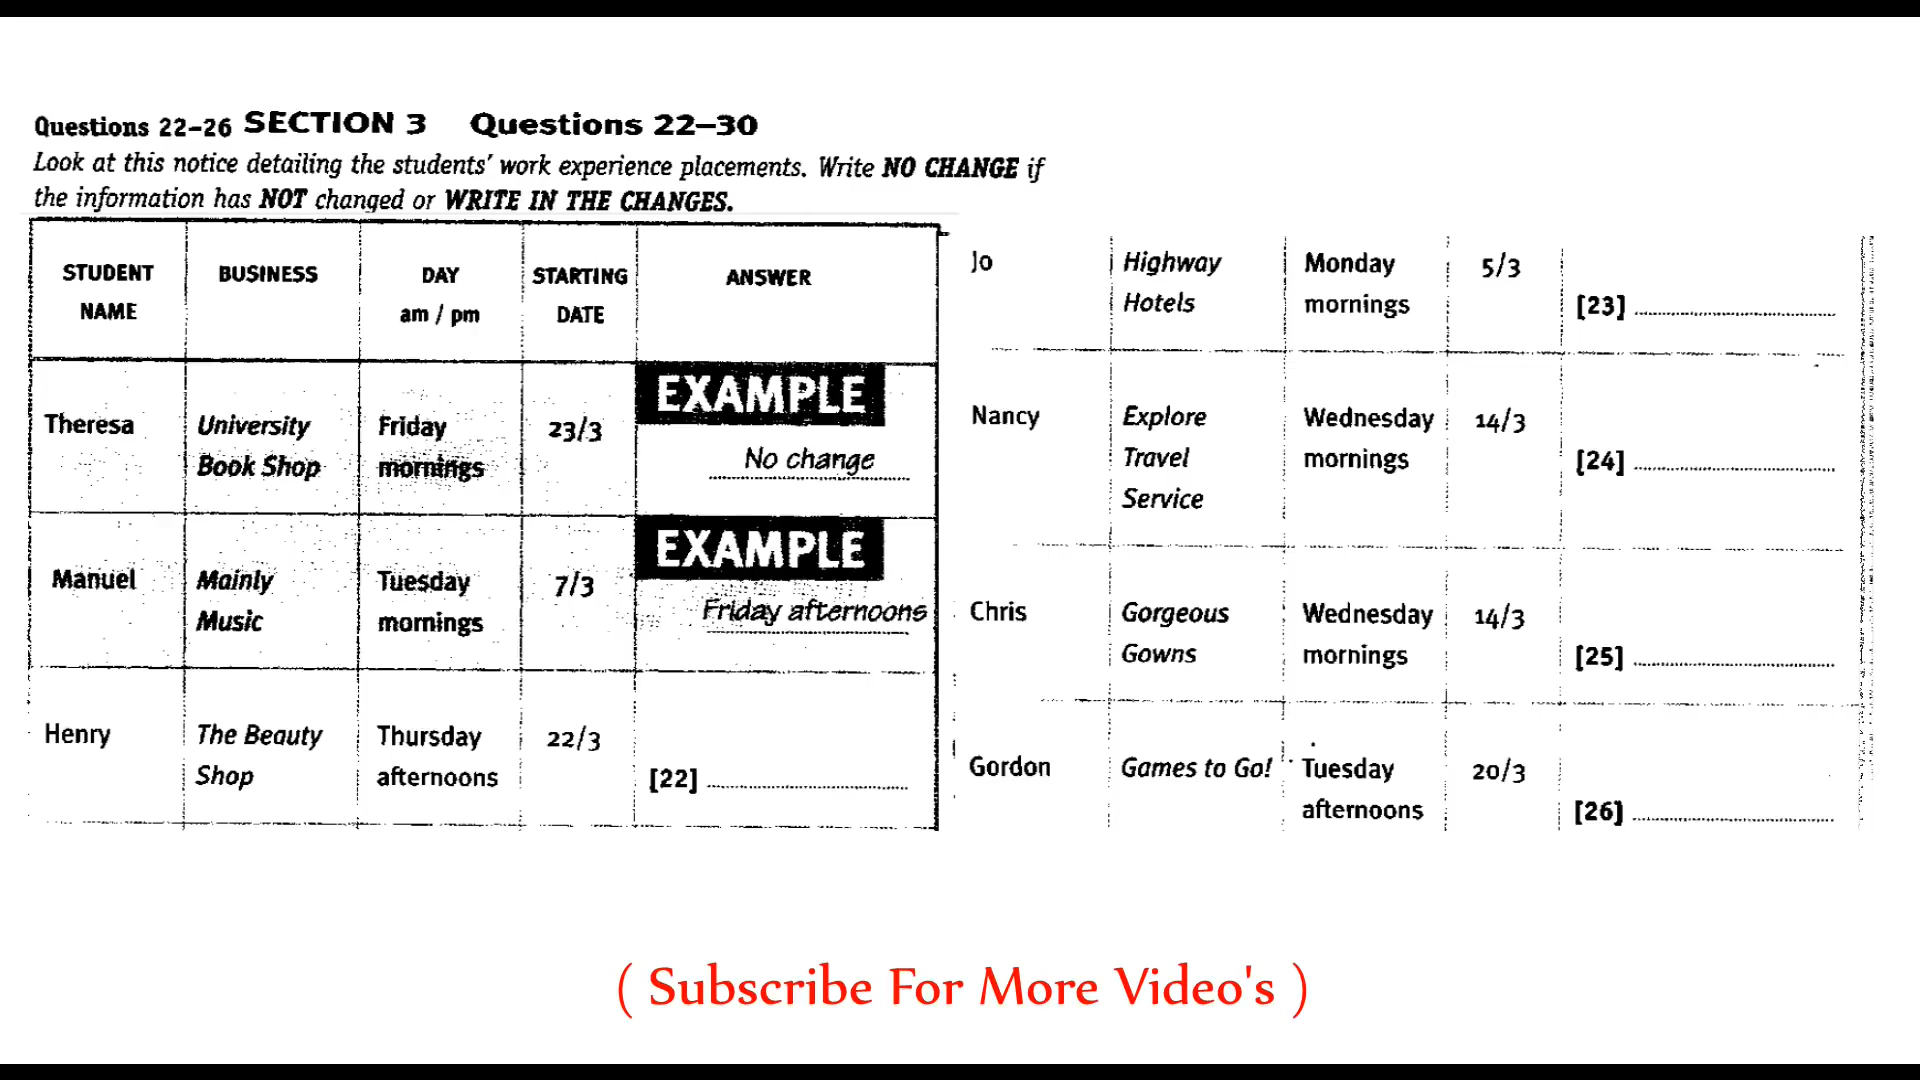 Questions 22–26 SECTION 3 Questions 22–30
Look at this notice detailing the students' work experience placements. Write NO CHANGE if
the information has NOT changed or WRITE IN THE CHANGES.
STUDENT NAME BUSINESS DAY am / pm STARTING DATE ANSWER
Theresa University Book Shop Friday mornings 23/3 EXAMPLE No change
Manuel Mainly Music Tuesday mornings 7/3 EXAMPLE Friday afternoons
Henry The Beauty Shop Thursday afternoons 22/3 [22]
Jo Highway Hotels Monday mornings 5/3 [23]
Nancy Explore Travel Service Wednesday mornings 14/3 [24]
Chris Gorgeous Gowns Wednesday mornings 14/3 [25]
Gordon Games to Go! Tuesday afternoons 20/3 [26]
( Subscribe For More Video's )